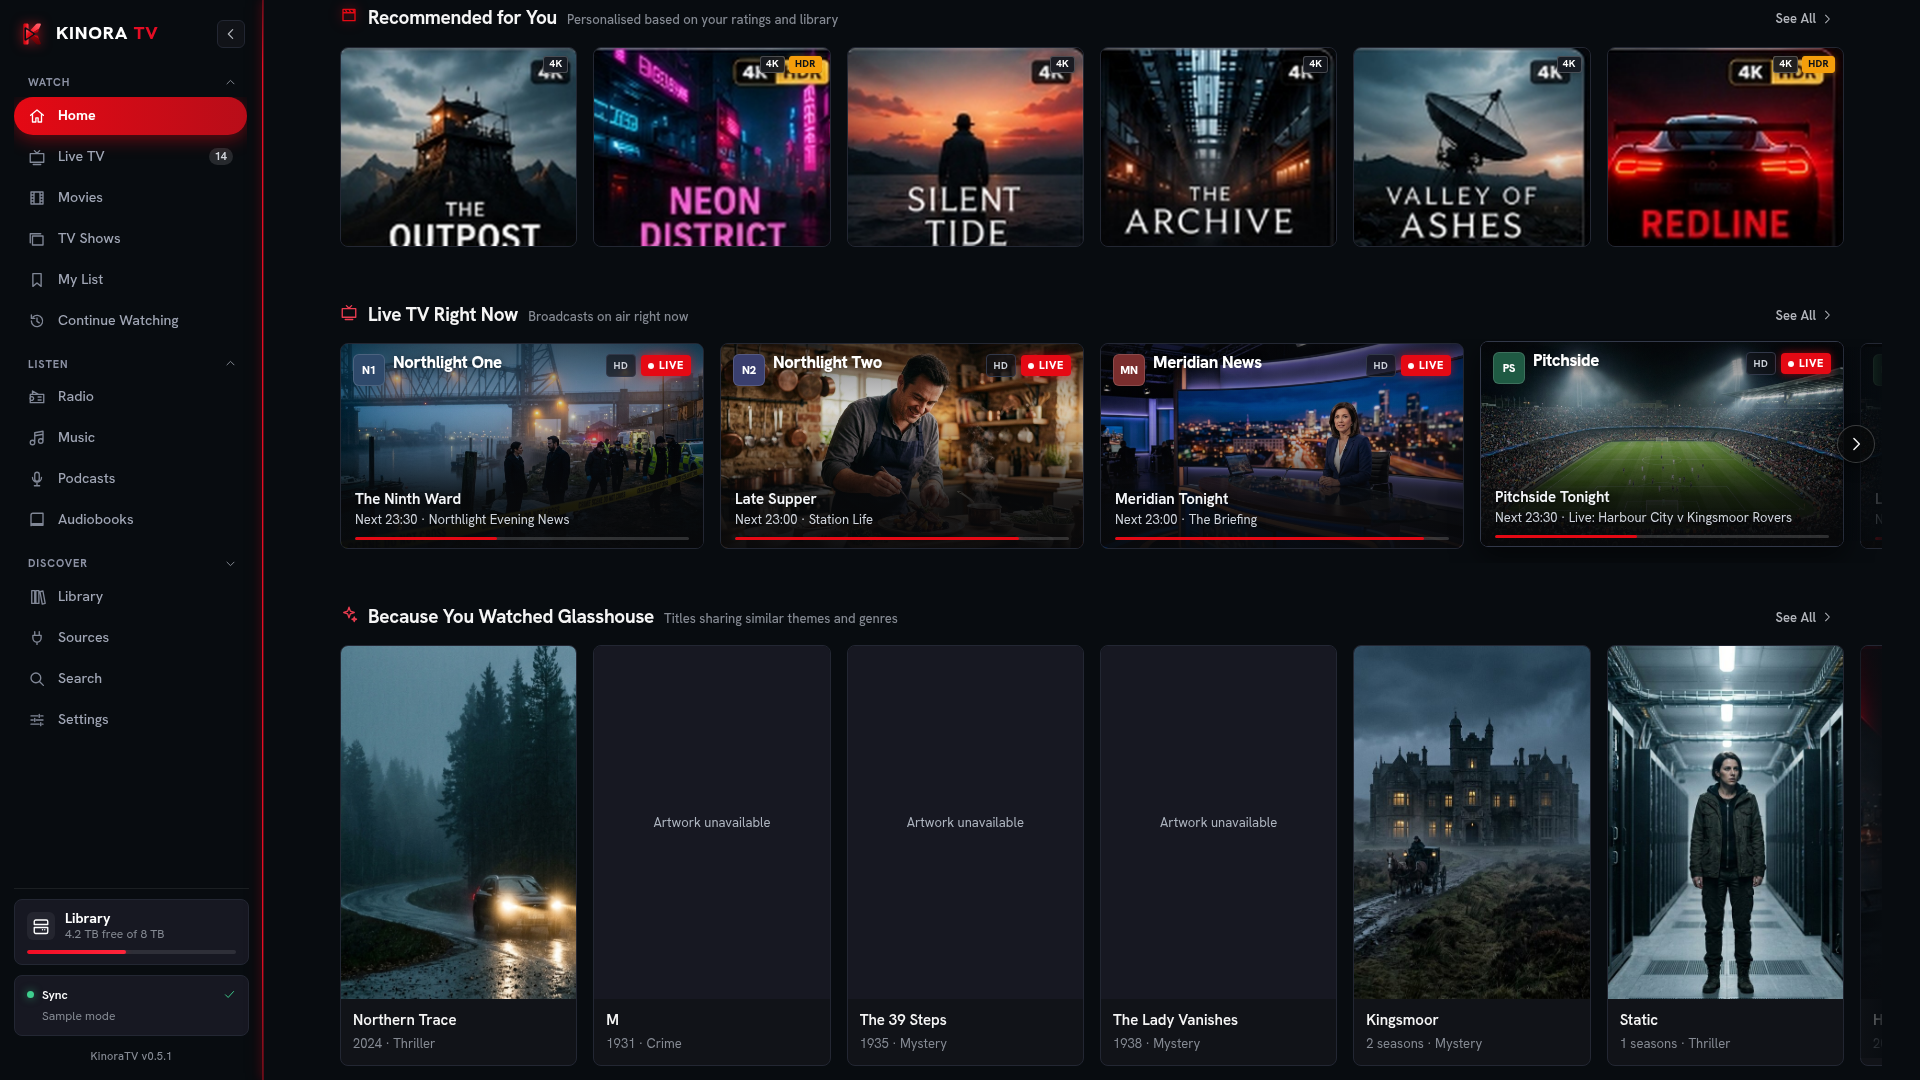 KINORA TV
WATCH
Home
Live TV 14
Movies
TV Shows
My List
Continue Watching
LISTEN
Radio
Music
Podcasts
Audiobooks
DISCOVER
Library
Sources
Search
Settings
Library
4.2 TB free of 8 TB
Sync
Sample mode
KinoraTV v0.5.1
Recommended for You Personalised based on your ratings and library See All
4K 4K
THE
OUTPOST
4K HDR 4K HDR
NEON
DISTRICT
4K 4K
SILENT
TIDE
4K 4K
THE
ARCHIVE
4K 4K
VALLEY OF
ASHES
4K HDR 4K HDR
REDLINE
Live TV Right Now Broadcasts on air right now See All
N1 Northlight One HD LIVE
The Ninth Ward
Next 23:30 · Northlight Evening News
N2 Northlight Two HD LIVE
Late Supper
Next 23:00 · Station Life
MN Meridian News HD LIVE
Meridian Tonight
Next 23:00 · The Briefing
PS Pitchside HD LIVE
Pitchside Tonight
Next 23:30 · Live: Harbour City v Kingsmoor Rovers
Because You Watched Glasshouse Titles sharing similar themes and genres See All
Northern Trace
2024 · Thriller
Artwork unavailable
M
1931 · Crime
Artwork unavailable
The 39 Steps
1935 · Mystery
Artwork unavailable
The Lady Vanishes
1938 · Mystery
Kingsmoor
2 seasons · Mystery
Static
1 seasons · Thriller